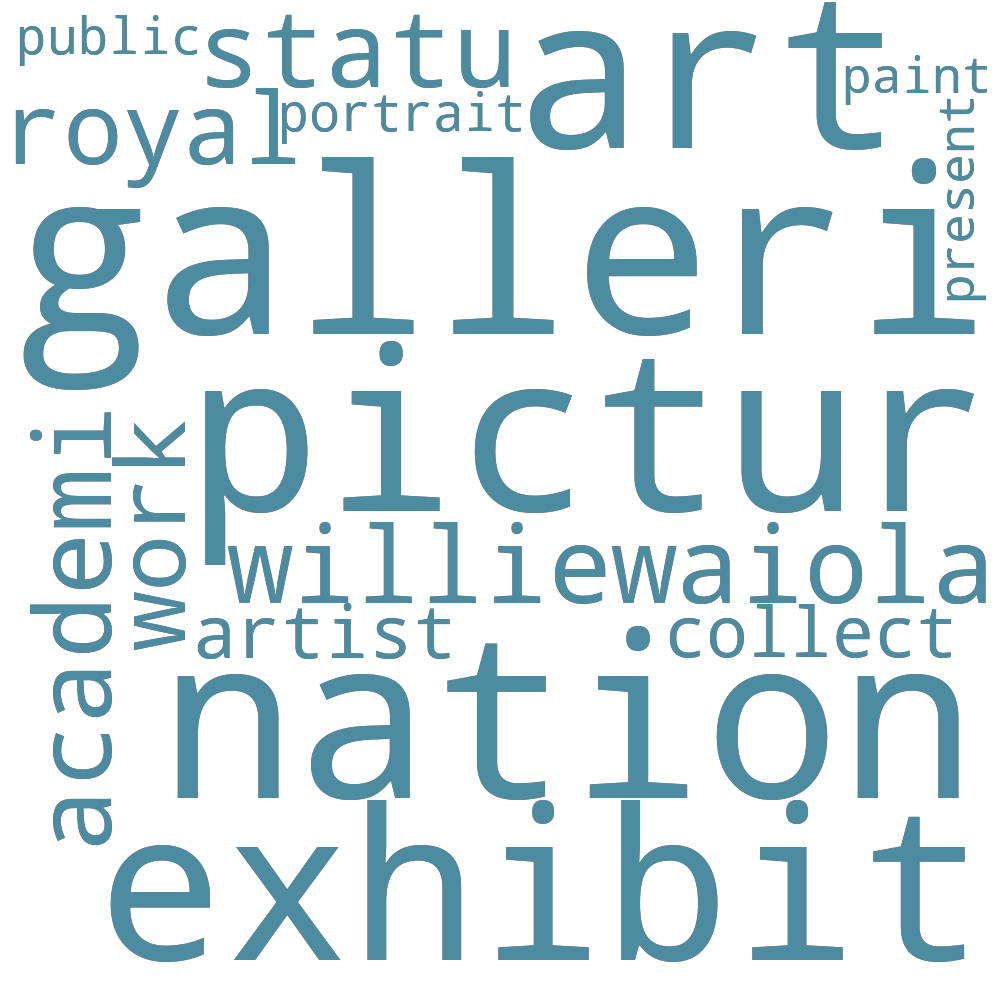 public
statu
art
paint
royal
portrait
present
galleri
pictur
academi
work
williewaiola
artist
collect
nation
exhibit